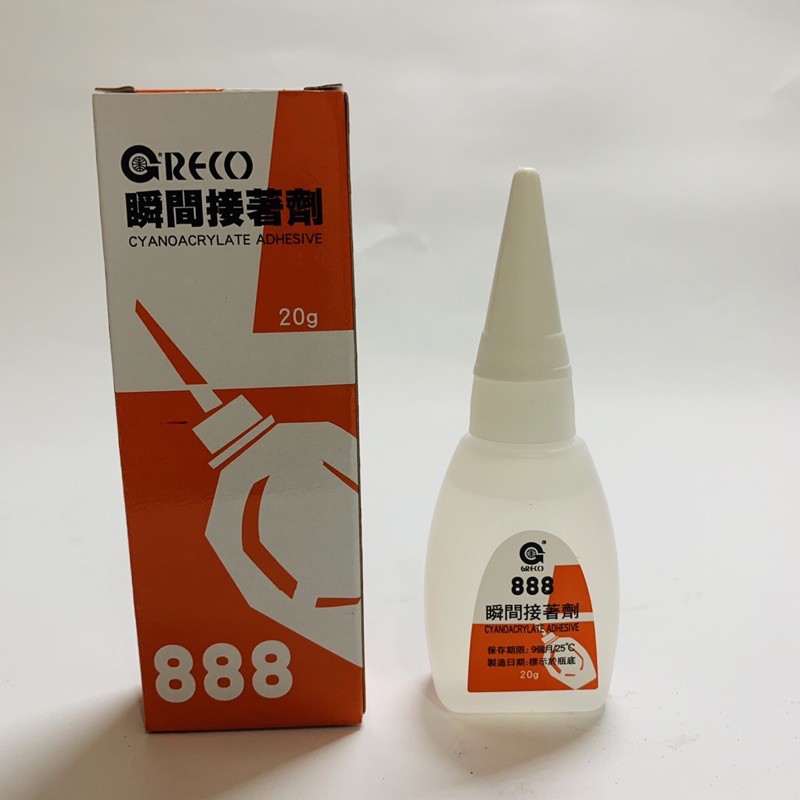 GRECO
瞬間接著劑
CYANOACRYLATE ADHESIVE
20g
888
GRECO
888
瞬間接著劑
CYANOACRYLATE ADHESIVE
保存期限: 9個月/25℃
製造日期: 標示於瓶底
20g